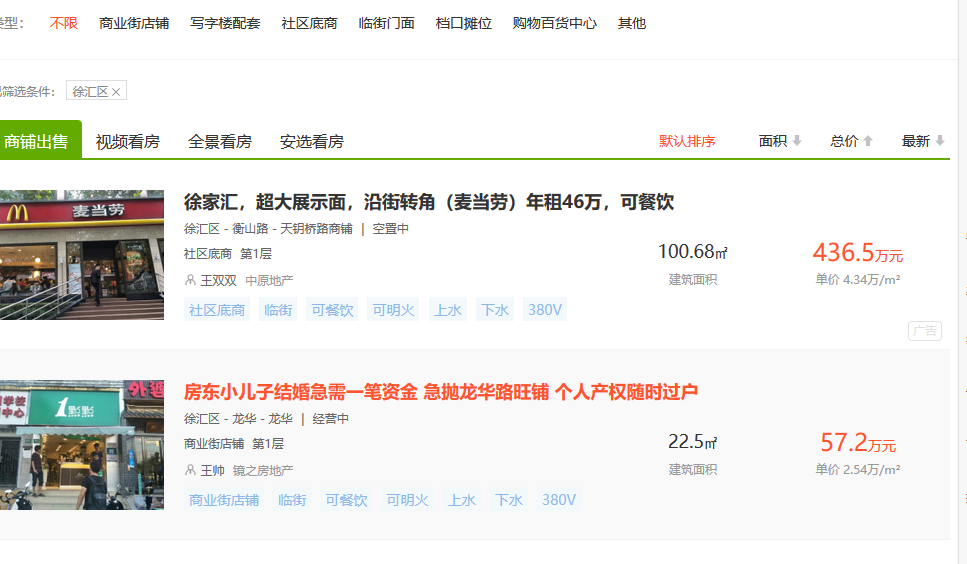 类型： 不限 商业街店铺 写字楼配套 社区底商 临街门面 档口摊位 购物百货中心 其他
筛选条件： 徐汇区 ×
商铺出售 视频看房 全景看房 安选看房 默认排序 面积 总价 最新
麦当劳
徐家汇，超大展示面，沿街转角（麦当劳）年租46万，可餐饮
徐汇区 - 衡山路 - 天钥桥路商铺 | 空置中
社区底商 第1层
王双双 中原地产
社区底商 临街 可餐饮 可明火 上水 下水 380V
100.68㎡
建筑面积
436.5万元
单价 4.34万/m²
广告
房东小儿子结婚急需一笔资金 急抛龙华路旺铺 个人产权随时过户
徐汇区 - 龙华 - 龙华 | 经营中
商业街店铺 第1层
王帅 镜之房地产
商业街店铺 临街 可餐饮 可明火 上水 下水 380V
22.5㎡
建筑面积
57.2万元
单价 2.54万/m²